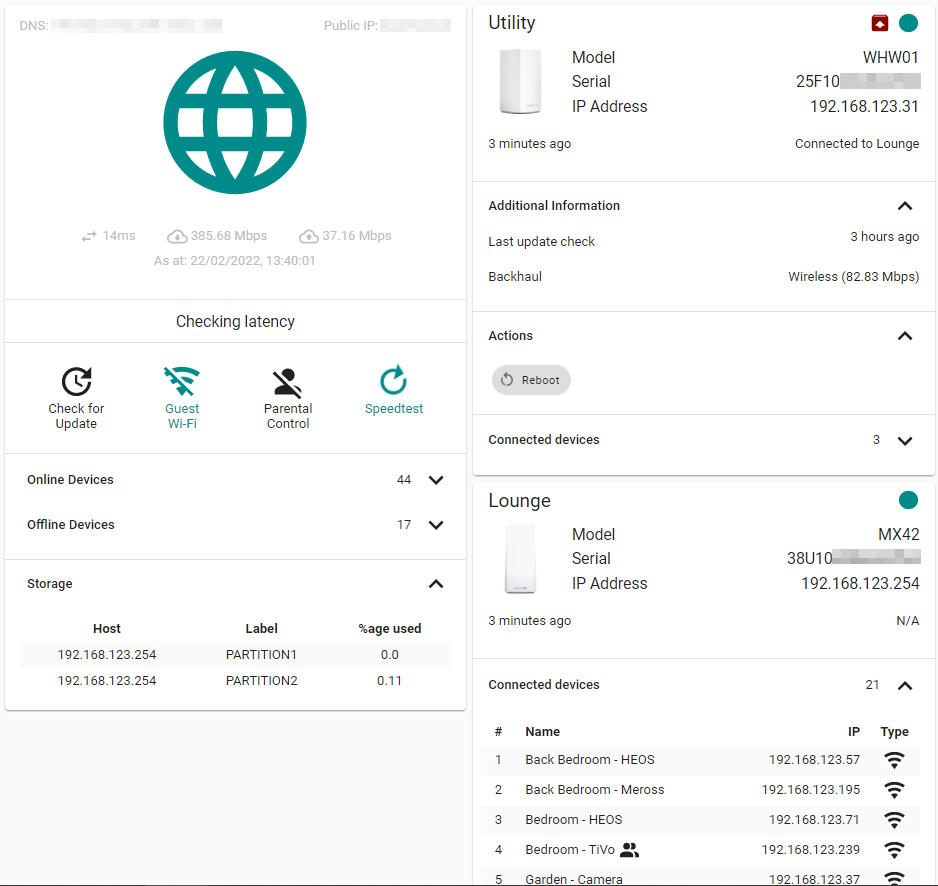 DNS:
Public IP:
14ms 385.68 Mbps 37.16 Mbps
As at: 22/02/2022, 13:40:01
Checking latency
Check for Update
Guest Wi-Fi
Parental Control
Speedtest
Online Devices 44
Offline Devices 17
Storage
Host Label %age used
192.168.123.254 PARTITION1 0.0
192.168.123.254 PARTITION2 0.11
Utility
Model WHW01
Serial 25F10
IP Address 192.168.123.31
3 minutes ago Connected to Lounge
Additional Information
Last update check 3 hours ago
Backhaul Wireless (82.83 Mbps)
Actions
Reboot
Connected devices 3
Lounge
Model MX42
Serial 38U10
IP Address 192.168.123.254
3 minutes ago N/A
Connected devices 21
# Name IP Type
1 Back Bedroom - HEOS 192.168.123.57
2 Back Bedroom - Meross 192.168.123.195
3 Bedroom - HEOS 192.168.123.71
4 Bedroom - TiVo 192.168.123.239
5 Garden - Camera 192.168.123.37